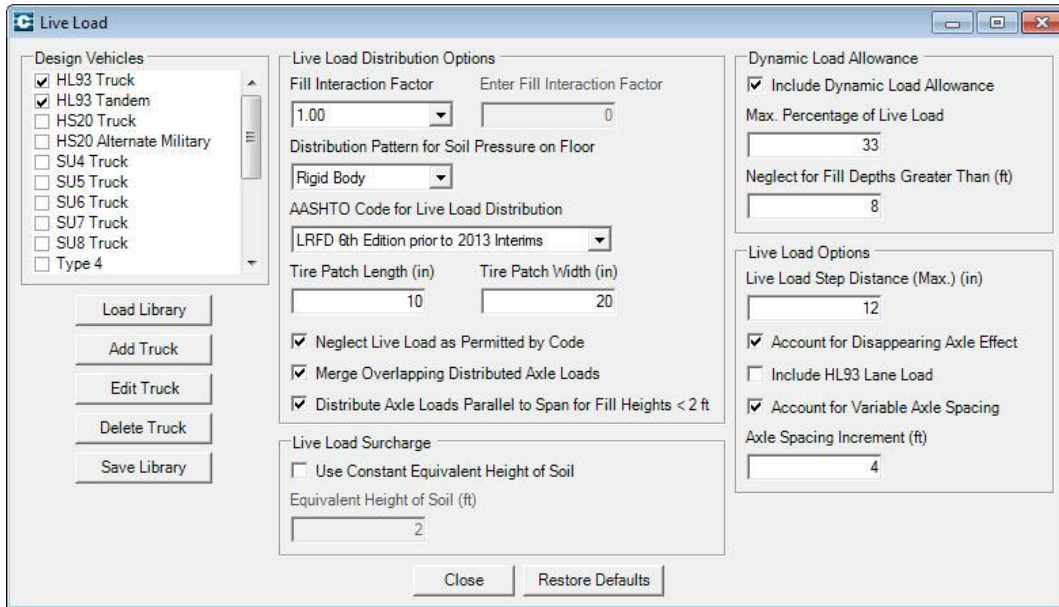 Live Load
Design Vehicles
HL93 Truck
HL93 Tandem
HS20 Truck
HS20 Alternate Military
SU4 Truck
SU5 Truck
SU6 Truck
SU7 Truck
SU8 Truck
Type 4
Load Library
Add Truck
Edit Truck
Delete Truck
Save Library
Live Load Distribution Options
Fill Interaction Factor
Enter Fill Interaction Factor
1.00
0
Distribution Pattern for Soil Pressure on Floor
Rigid Body
AASHTO Code for Live Load Distribution
LRFD 6th Edition prior to 2013 Interims
Tire Patch Length (in)
Tire Patch Width (in)
10
20
Neglect Live Load as Permitted by Code
Merge Overlapping Distributed Axle Loads
Distribute Axle Loads Parallel to Span for Fill Heights < 2 ft
Live Load Surcharge
Use Constant Equivalent Height of Soil
Equivalent Height of Soil (ft)
2
Dynamic Load Allowance
Include Dynamic Load Allowance
Max. Percentage of Live Load
33
Neglect for Fill Depths Greater Than (ft)
8
Live Load Options
Live Load Step Distance (Max.) (in)
12
Account for Disappearing Axle Effect
Include HL93 Lane Load
Account for Variable Axle Spacing
Axle Spacing Increment (ft)
4
Close
Restore Defaults